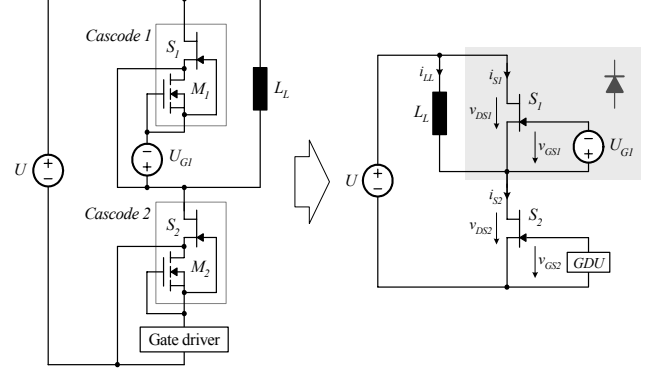 Cascode 1
S1
M1
LL
U
+
−
−
+
UG1
Cascode 2
S2
M2
Gate driver
iLL
iS1
LL
vDS1
S1
vGS1
+
−
UG1
U
+
−
iS2
vDS2
S2
vGS2
GDU